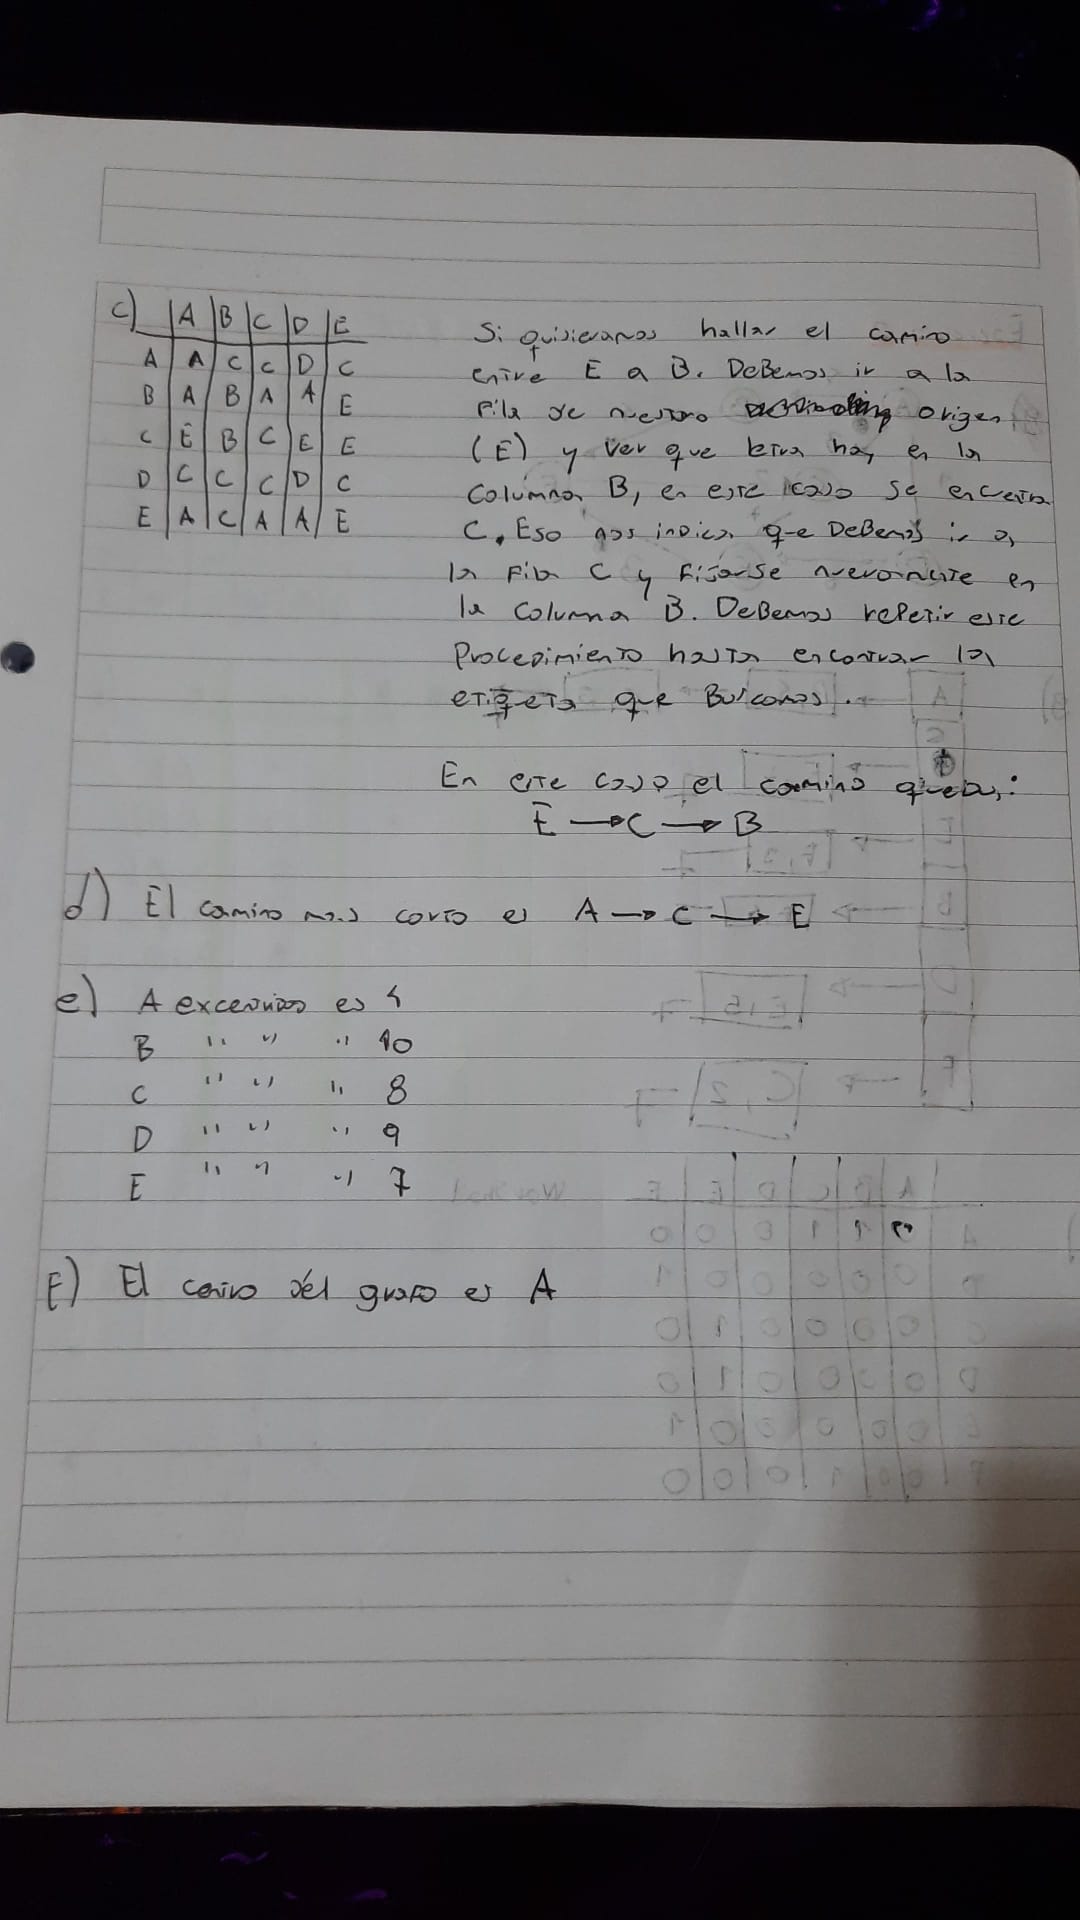 c) A B C D E
A A C C D C
B A B A A E
C E B C E E
D C C C D C
E A C A A E
Si quisieramos hallar el camino
entre E a B. DeBemos ir a la
Fila de nuestro origen
(E) y ver que letra hay en la
columna B, en este caso se encuentra
C. Eso nos indica que DeBemos ir a
la Fila C y Fijarse nuevamente en
la columna B. DeBemos repetir este
Procedimiento hasta encontrar la
etiqueta que Buscamos.
En este caso el camino queda:
E → C → B
d) El camino mas corto es A → C → E
e) A es 4
B " " " 10
C " " " 8
D " " " 9
E " " " 7
F) El centro del grafo es A